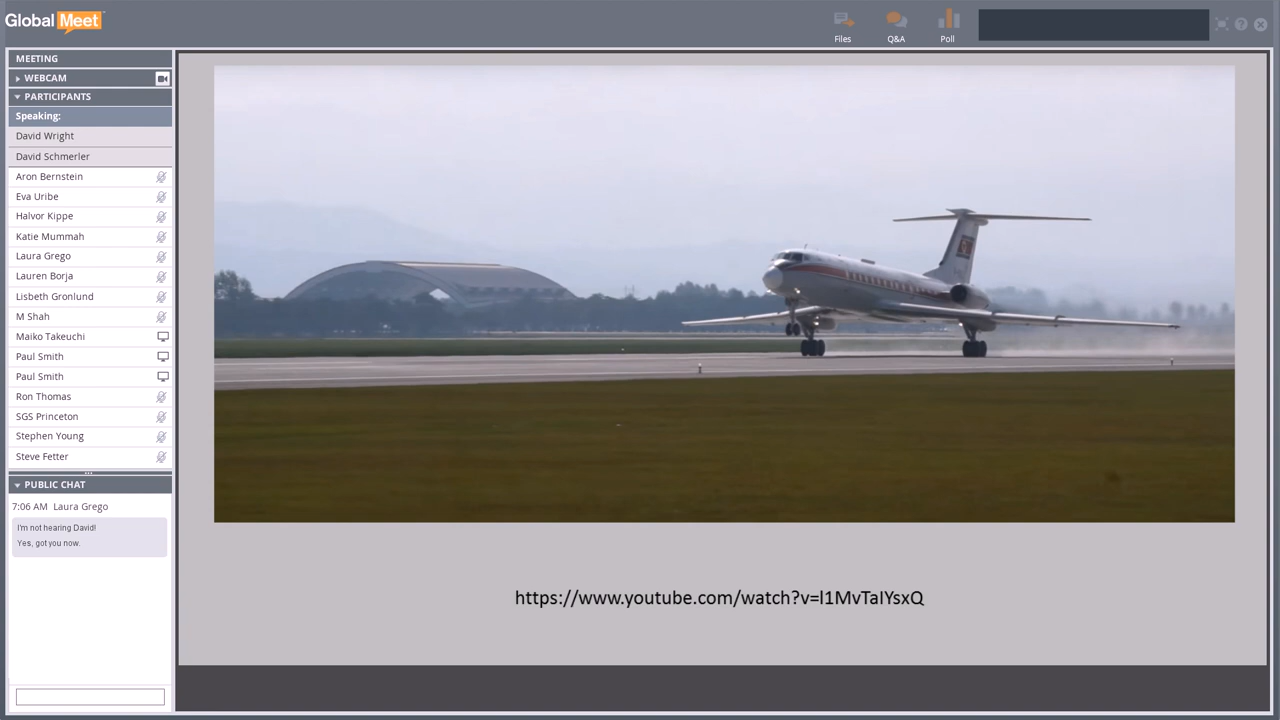 Global Meet
Files
Q&A
Poll
MEETING
WEBCAM
PARTICIPANTS
Speaking:
David Wright
David Schmerler
Aron Bernstein
Eva Uribe
Halvor Kippe
Katie Mummah
Laura Grego
Lauren Borja
Lisbeth Gronlund
M Shah
Maiko Takeuchi
Paul Smith
Paul Smith
Ron Thomas
SGS Princeton
Stephen Young
Steve Fetter
PUBLIC CHAT
7:06 AM Laura Grego
I'm not hearing David!
Yes, got you now.
https://www.youtube.com/watch?v=l1MvTaIYsxQ